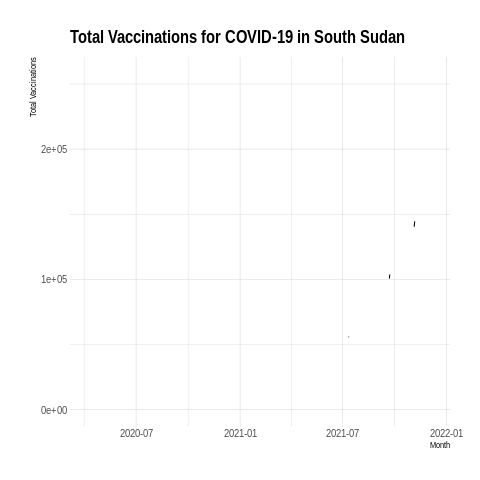 Total Vaccinations for COVID-19 in South Sudan
Total Vaccinations
2e+05
1e+05
0e+00
2020-07 2021-01 2021-07 2022-01
Month